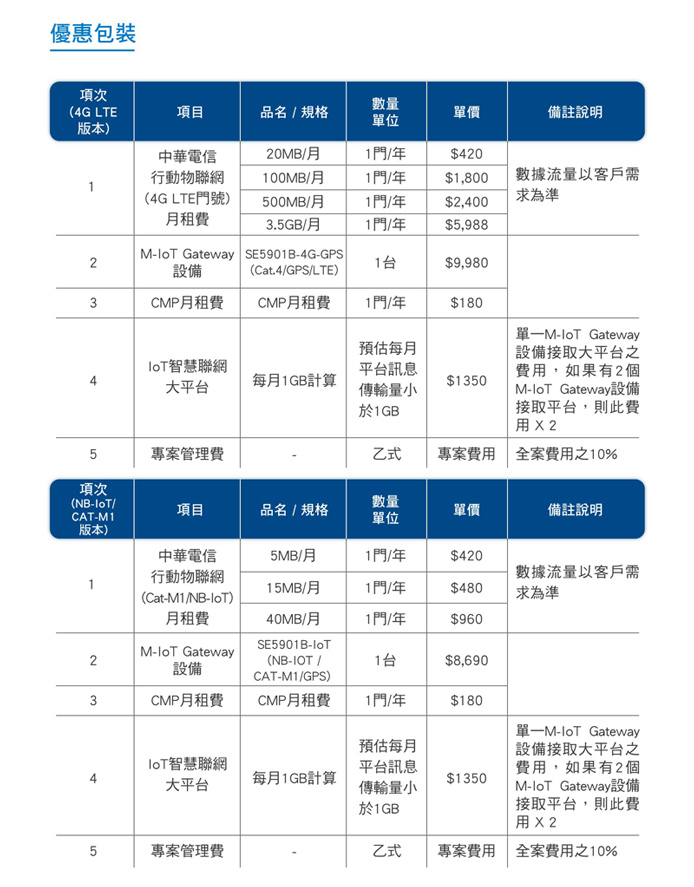 優惠包裝
項次
(4G LTE
版本)
項目
品名 / 規格
數量
單位
單價
備註說明
1
中華電信
行動物聯網
(4G LTE門號)
月租費
20MB/月
1門/年
$420
100MB/月
1門/年
$1,800
500MB/月
1門/年
$2,400
3.5GB/月
1門/年
$5,988
數據流量以客戶需
求為準
2
M-IoT Gateway
設備
SE5901B-4G-GPS
(Cat.4/GPS/LTE)
1台
$9,980
3
CMP月租費
CMP月租費
1門/年
$180
4
IoT智慧聯網
大平台
每月1GB計算
預估每月
平台訊息
傳輸量小
於1GB
$1350
單一M-IoT Gateway
設備接取大平台之
費用，如果有2個
M-IoT Gateway設備
接取平台，則此費
用 X 2
5
專案管理費
-
乙式
專案費用
全案費用之10%
項次
(NB-IoT/
CAT-M1
版本)
項目
品名 / 規格
數量
單位
單價
備註說明
1
中華電信
行動物聯網
(Cat-M1/NB-IoT)
月租費
5MB/月
1門/年
$420
15MB/月
1門/年
$480
40MB/月
1門/年
$960
數據流量以客戶需
求為準
2
M-IoT Gateway
設備
SE5901B-IoT
(NB-IOT /
CAT-M1/GPS)
1台
$8,690
3
CMP月租費
CMP月租費
1門/年
$180
4
IoT智慧聯網
大平台
每月1GB計算
預估每月
平台訊息
傳輸量小
於1GB
$1350
單一M-IoT Gateway
設備接取大平台之
費用，如果有2個
M-IoT Gateway設備
接取平台，則此費
用 X 2
5
專案管理費
-
乙式
專案費用
全案費用之10%